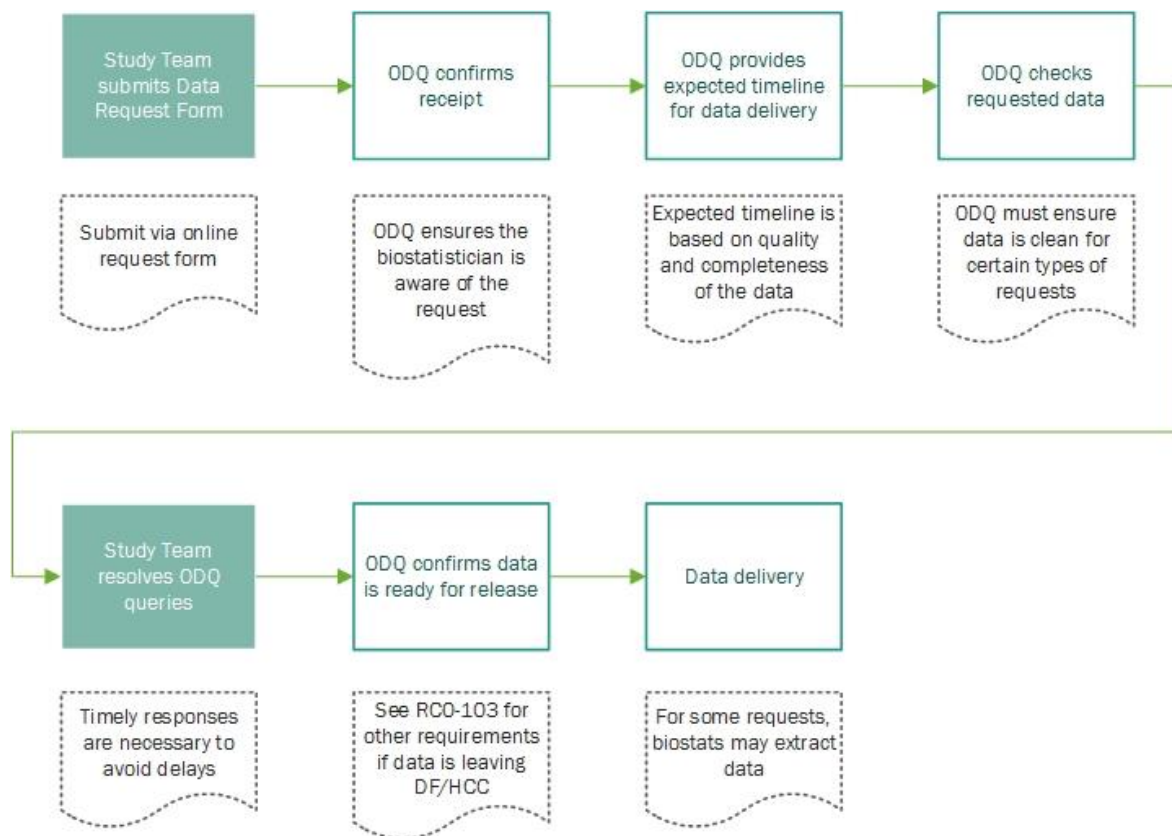 Study Team
submits Data
Request Form
ODQ confirms
receipt
ODQ provides
expected timeline
for data delivery
ODQ checks
requested data
Submit via online
request form
ODQ ensures the
biostatistician is
aware of the
request
Expected timeline is
based on quality
and completeness
of the data
ODQ must ensure
data is clean for
certain types of
requests
Study Team
resolves ODQ
queries
ODQ confirms data
is ready for release
Data delivery
Timely responses
are necessary to
avoid delays
See RCO-103 for
other requirements
if data is leaving
DF/HCC
For some requests,
biostats may extract
data